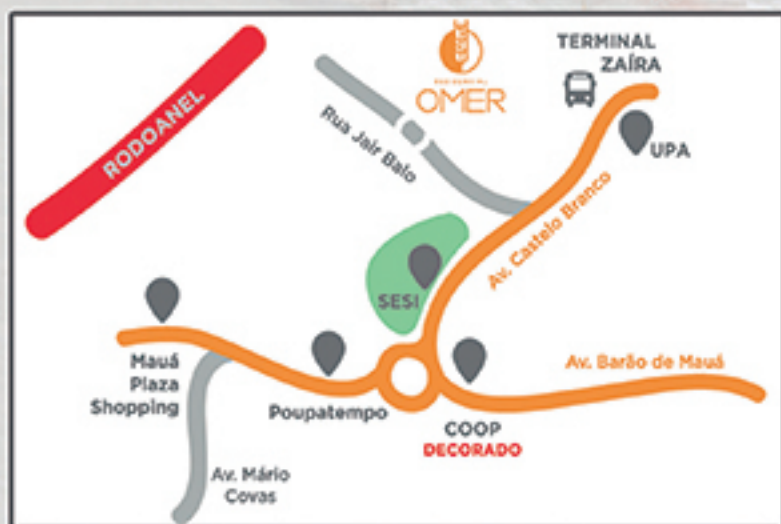 TERMINAL
ZAÍRA
RODOANEL
OMER
Rua Jair Balo
UPA
Av. Castelo Branco
SESI
Mauá
Plaza
Shopping
Poupatempo
Av. Barão de Mauá
COOP
DECORADO
Av. Mário
Covas